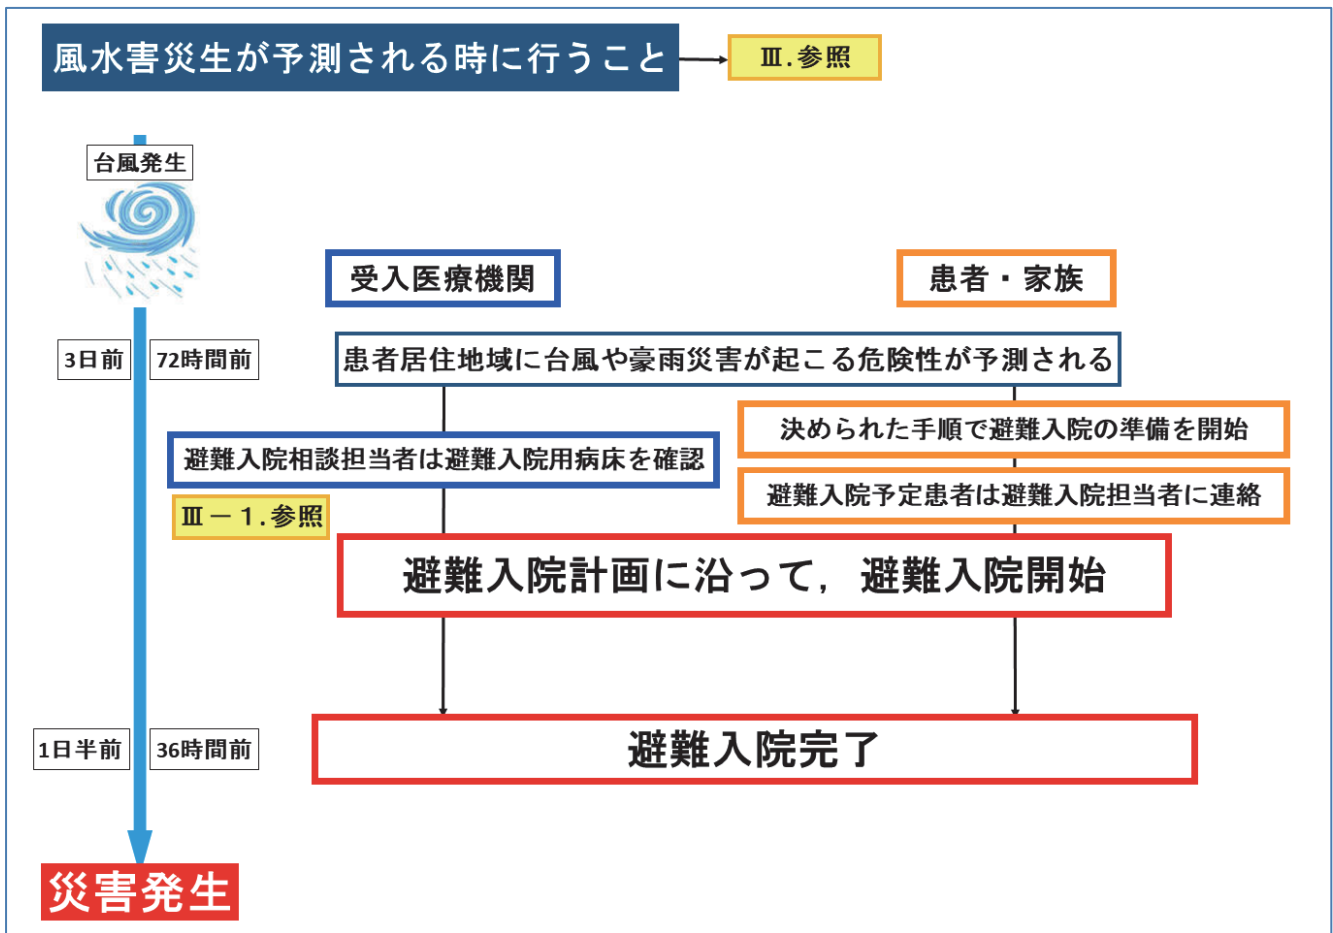 風水害災生が予測される時に行うこと
Ⅲ.参照
台風発生
受入医療機関
患者・家族
3日前
72時間前
患者居住地域に台風や豪雨災害が起こる危険性が予測される
決められた手順で避難入院の準備を開始
避難入院相談担当者は避難入院用病床を確認
避難入院予定患者は避難入院担当者に連絡
Ⅲ－１.参照
避難入院計画に沿って，避難入院開始
1日半前
36時間前
避難入院完了
災害発生